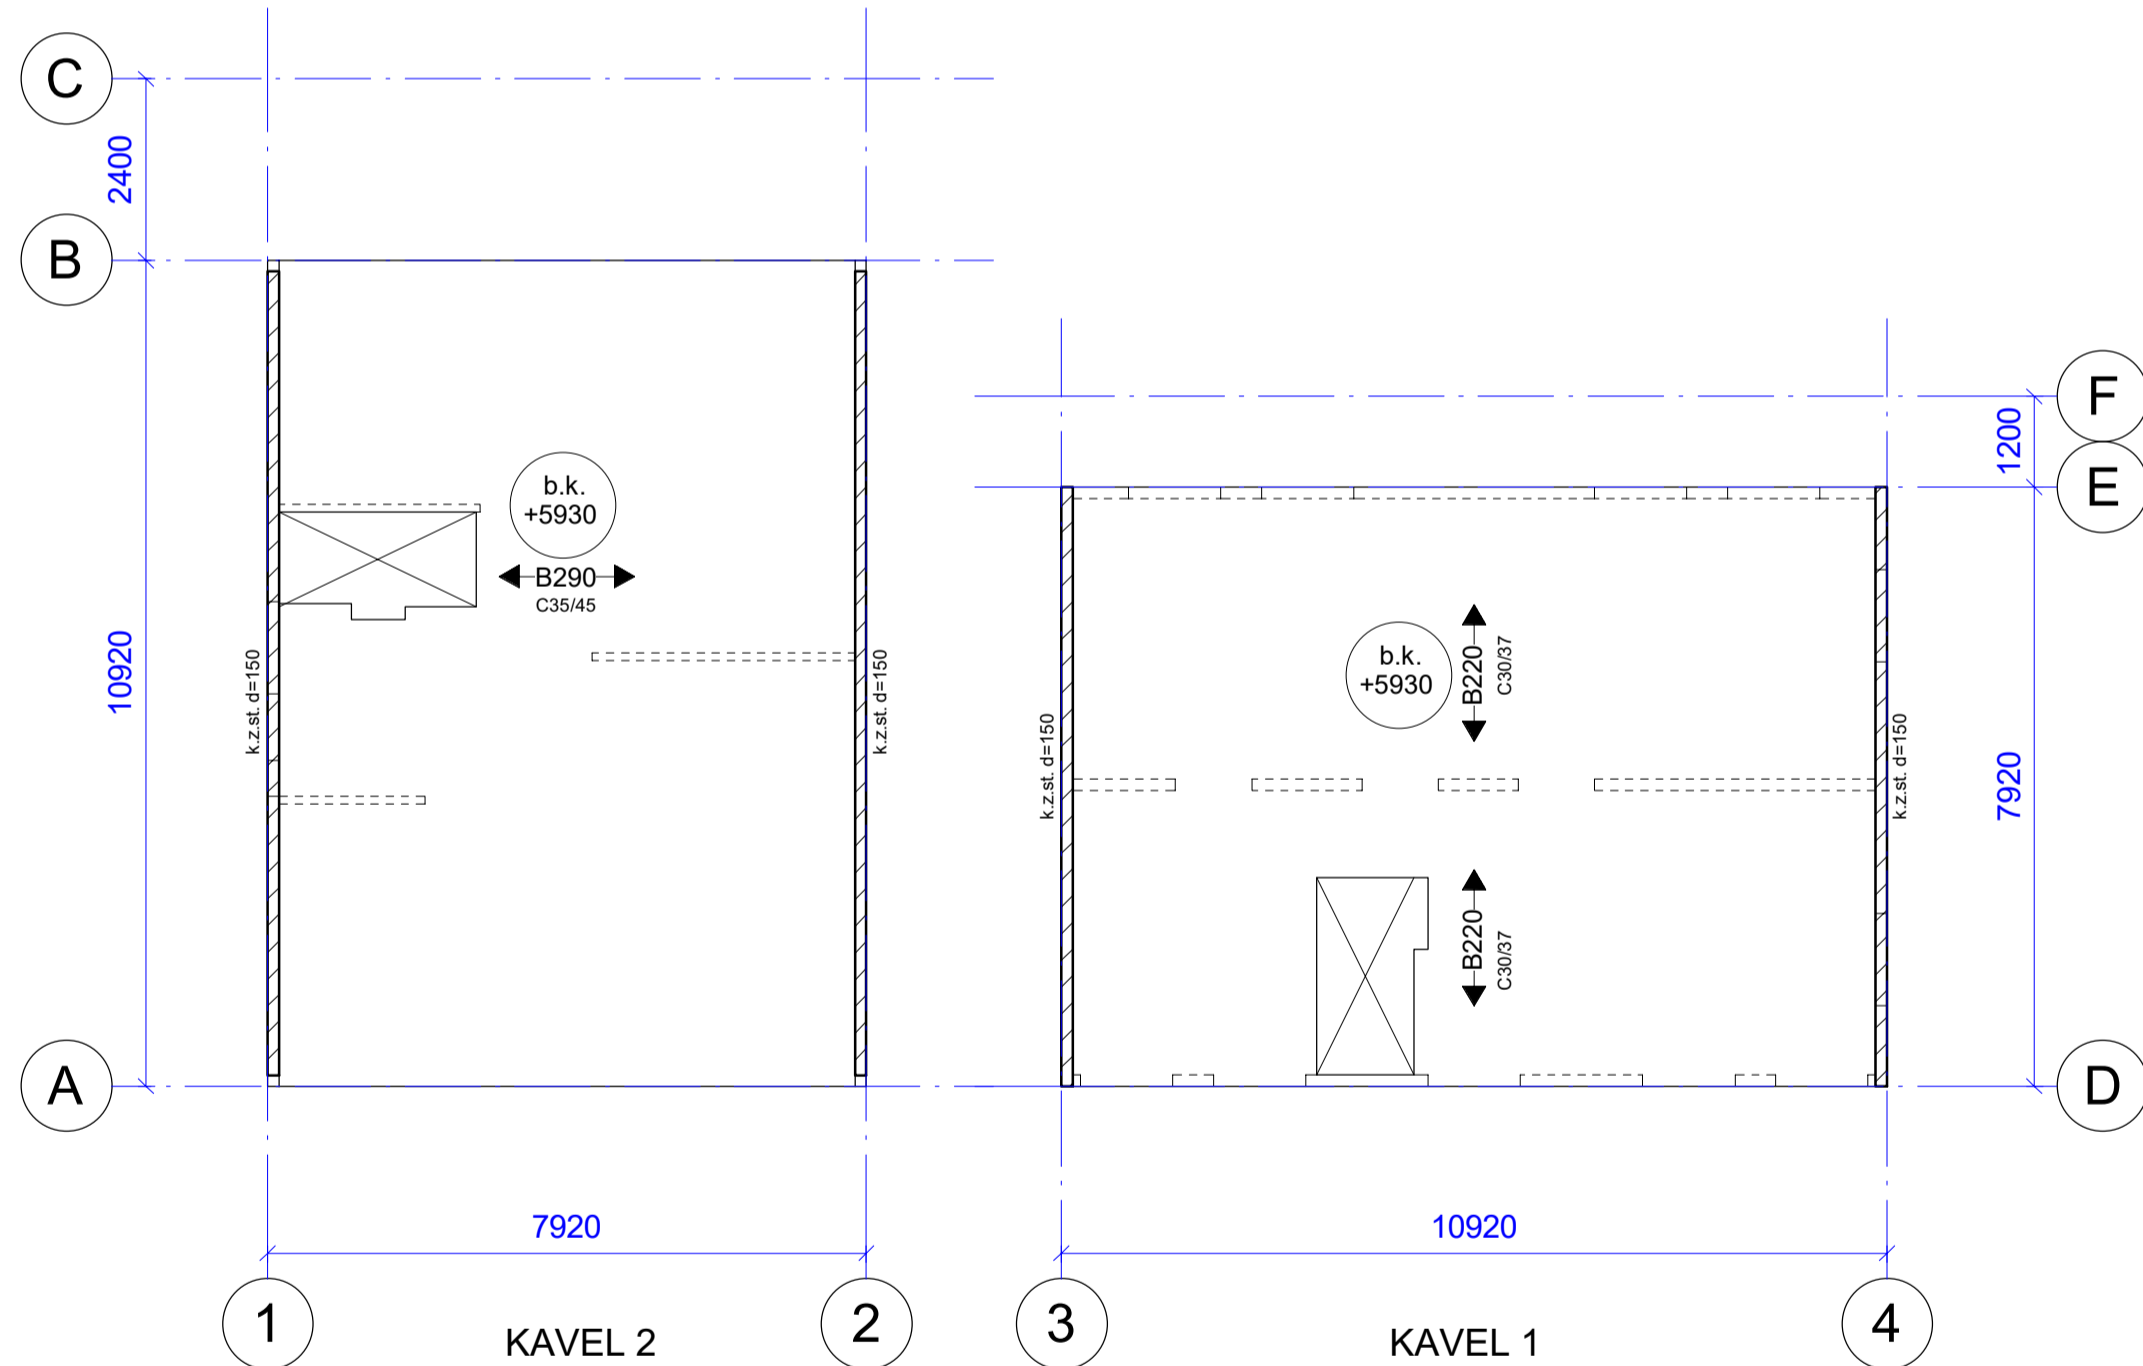 C
2400
B
10920
A
b.k.
+5930
B290
C35/45
k.z.st. d=150
k.z.st. d=150
7920
1
2
KAVEL 2
F
1200
E
7920
D
b.k.
+5930
B220
C30/37
B220
C30/37
k.z.st. d=150
k.z.st. d=150
10920
3
4
KAVEL 1